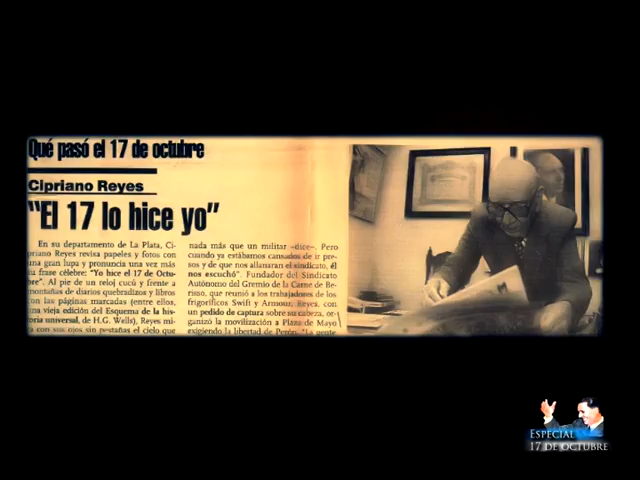 Qué pasó el 17 de octubre
Cipriano Reyes
"El 17 lo hice yo"
En su departamento de La Plata, Ci-
priano Reyes revisa papeles y fotos con
una gran lupa y pronuncia una vez más
su frase célebre: "Yo hice el 17 de Octu-
bre". Al pie de un reloj cucú y frente a
montañas de diarios quebradizos y libros
con las páginas marcadas (entre ellos,
una vieja edición del Esquema de la his-
toria universal, de H.G. Wells), Reyes mi-
a con sus ojos sin pestañas el cielo que
nada más que un militar –dice–. Pero
cuando ya estábamos cansados de ir pre-
sos y de que nos allanaran el sindicato, él
nos escuchó". Fundador del Sindicato
Autónomo del Gremio de la Carne de Be-
risso, que reunió a los trabajadores de los
frigoríficos Swift y Armour, Reyes, con
un pedido de captura sobre su cabeza, or-
ganizó la movilización a Plaza de Mayo
exigiendo la libertad de Perón. "La gente
Especial
17 de octubre